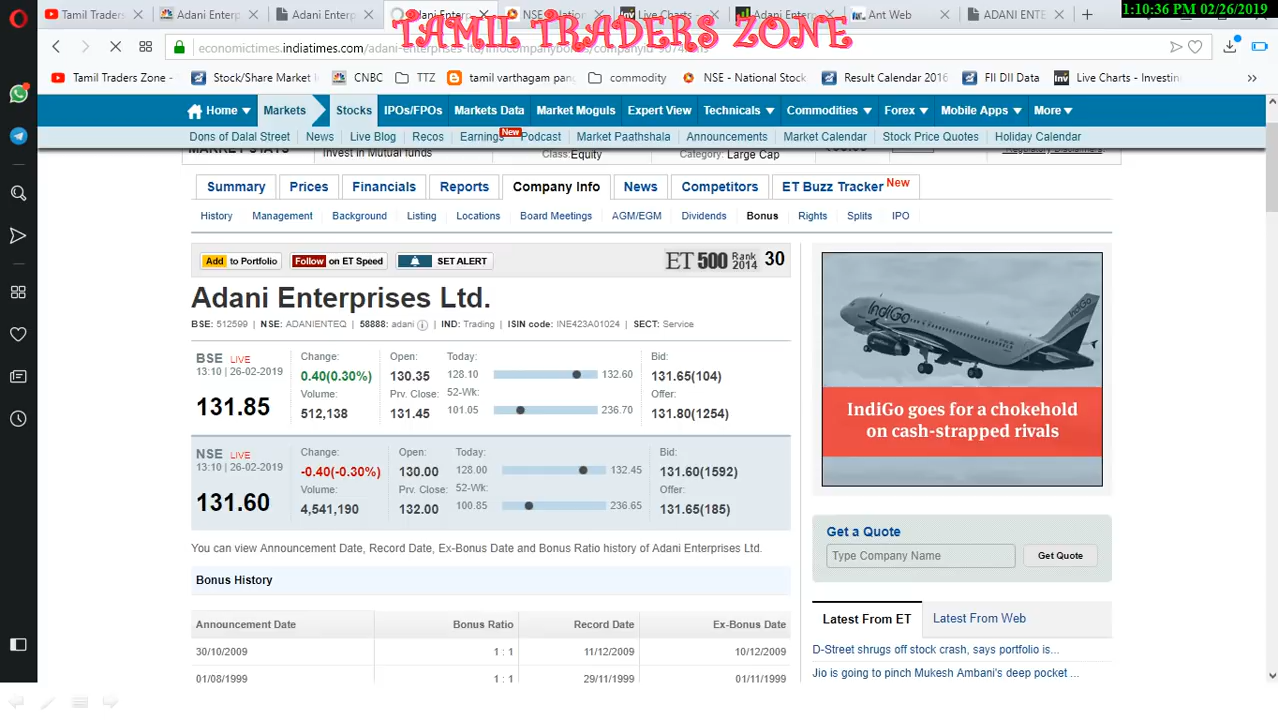 Tamil Traders
Adani Enterp
Adani Enter
Adani Enter
NSE - Nation
Live Charts -
Adani Enter
Ant Web
ADANI ENTE
1:10:36 PM 02/26/2019
TAMIL TRADERS ZONE
economictimes.indiatimes.com/adani-enterprises-ltd/infocompanybonus/companyid-9074
Tamil Traders Zone -
Stock/Share Market I
CNBC
TTZ
tamil varthagam pan
commodity
NSE - National Stock
Result Calendar 2016
FII DII Data
Live Charts - Investin
Home
Markets
Stocks
IPOs/FPOs
Markets Data
Market Moguls
Expert View
Technicals
Commodities
Forex
Mobile Apps
More
Dons of Dalal Street
News
Live Blog
Recos
Earnings
New
Podcast
Market Paathshala
Announcements
Market Calendar
Stock Price Quotes
Holiday Calendar
MARKET STATS
Invest in Mutual funds
Class: Equity
Category: Large Cap
Regulatory Disclaimers
Summary
Prices
Financials
Reports
Company Info
News
Competitors
ET Buzz Tracker New
History
Management
Background
Listing
Locations
Board Meetings
AGM/EGM
Dividends
Bonus
Rights
Splits
IPO
Add to Portfolio
Follow on ET Speed
SET ALERT
ET 500 Rank 2014 30
Adani Enterprises Ltd.
BSE: 512599 | NSE: ADANIENTEQ | 58888: adani | IND: Trading | ISIN code: INE423A01024 | SECT: Service
BSE LIVE
13:10 | 26-02-2019
131.85
Change:
0.40(0.30%)
Volume:
512,138
Open:
130.35
Prv. Close:
131.45
Today:
128.10 132.60
52-Wk:
101.05 236.70
Bid:
131.65(104)
Offer:
131.80(1254)
NSE LIVE
13:10 | 26-02-2019
131.60
Change:
-0.40(-0.30%)
Volume:
4,541,190
Open:
130.00
Prv. Close:
132.00
Today:
128.00 132.45
52-Wk:
100.85 236.65
Bid:
131.60(1592)
Offer:
131.65(185)
You can view Announcement Date, Record Date, Ex-Bonus Date and Bonus Ratio history of Adani Enterprises Ltd.
Bonus History
Announcement Date Bonus Ratio Record Date Ex-Bonus Date
30/10/2009 1 : 1 11/12/2009 10/12/2009
01/08/1999 1 : 1 29/11/1999 01/11/1999
IndiGo
IndiGo goes for a chokehold
on cash-strapped rivals
Get a Quote
Type Company Name
Get Quote
Latest From ET
Latest From Web
D-Street shrugs off stock crash, says portfolio is...
Jio is going to pinch Mukesh Ambani's deep pocket ...